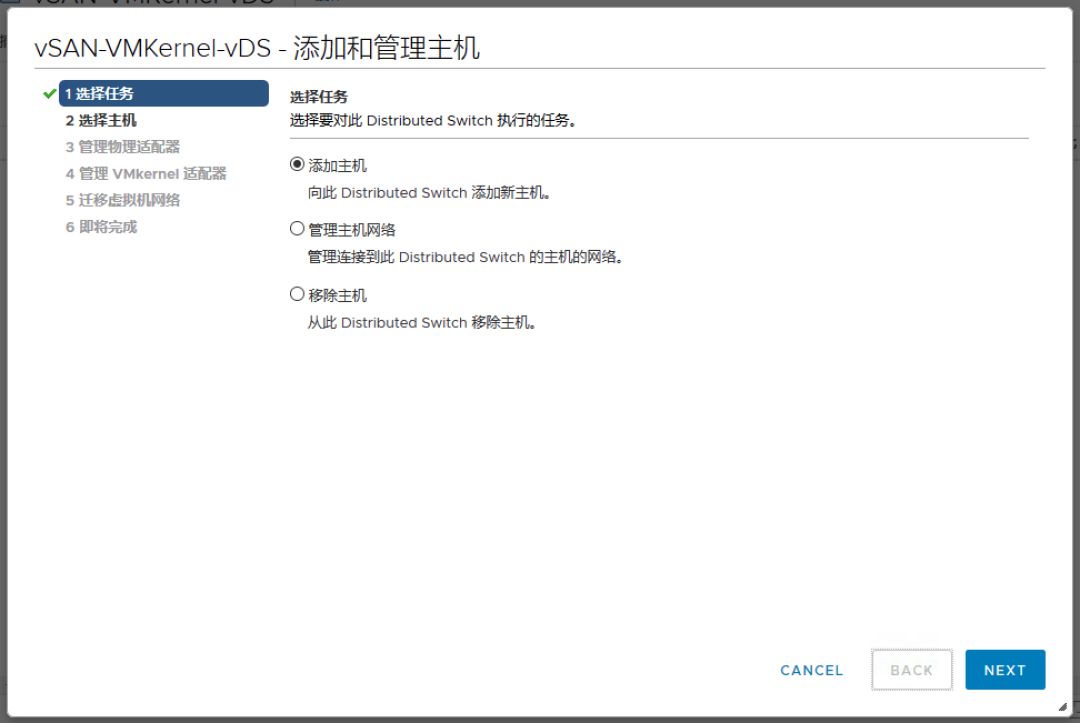 vSAN-VMKernel-vDS - 添加和管理主机
1 选择任务
2 选择主机
3 管理物理适配器
4 管理 VMkernel 适配器
5 迁移虚拟机网络
6 即将完成
选择任务
选择要对此 Distributed Switch 执行的任务。
添加主机
向此 Distributed Switch 添加新主机。
管理主机网络
管理连接到此 Distributed Switch 的主机的网络。
移除主机
从此 Distributed Switch 移除主机。
CANCEL
BACK
NEXT